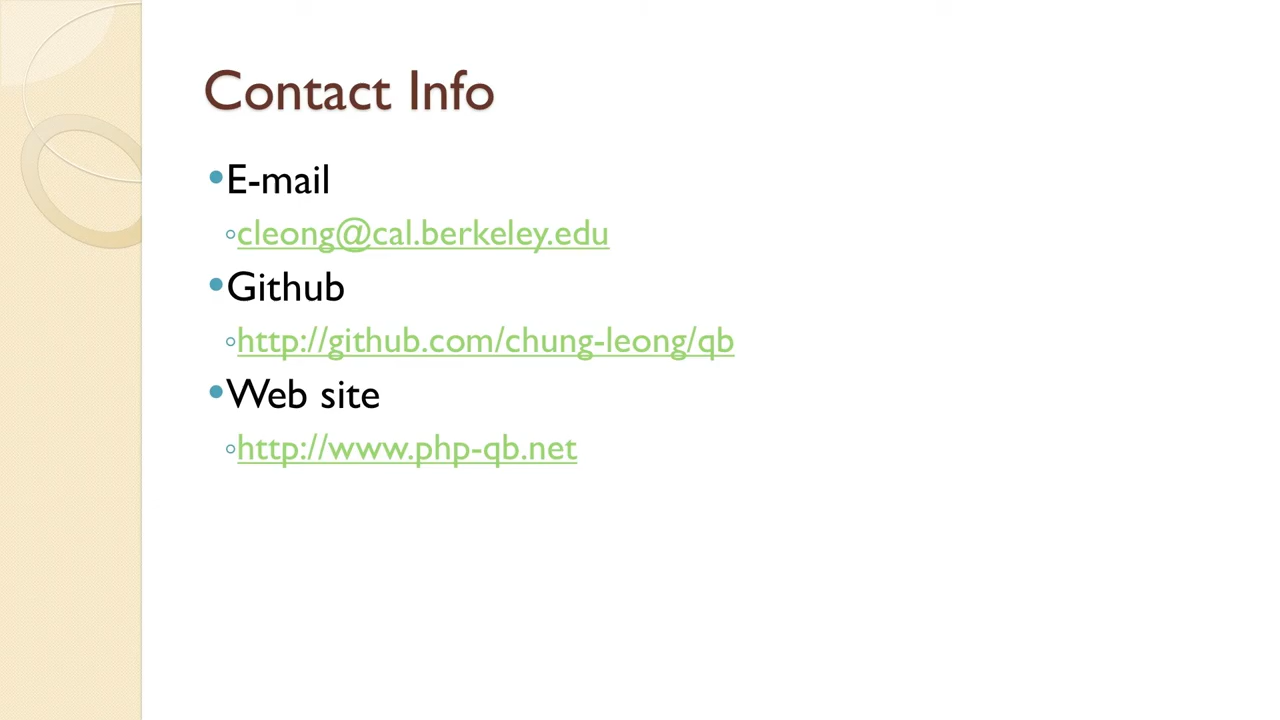 Contact Info
•E-mail
◦cleong@cal.berkeley.edu
•Github
◦http://github.com/chung-leong/qb
•Web site
◦http://www.php-qb.net